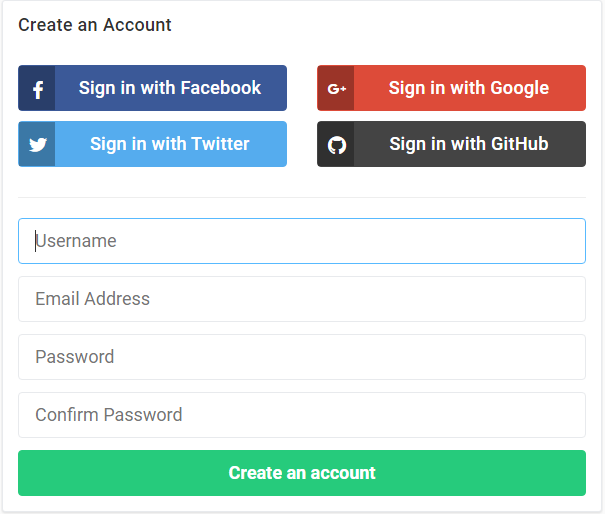 Create an Account
Sign in with Facebook
G+ Sign in with Google
Sign in with Twitter
Sign in with GitHub
Username
Email Address
Password
Confirm Password
Create an account